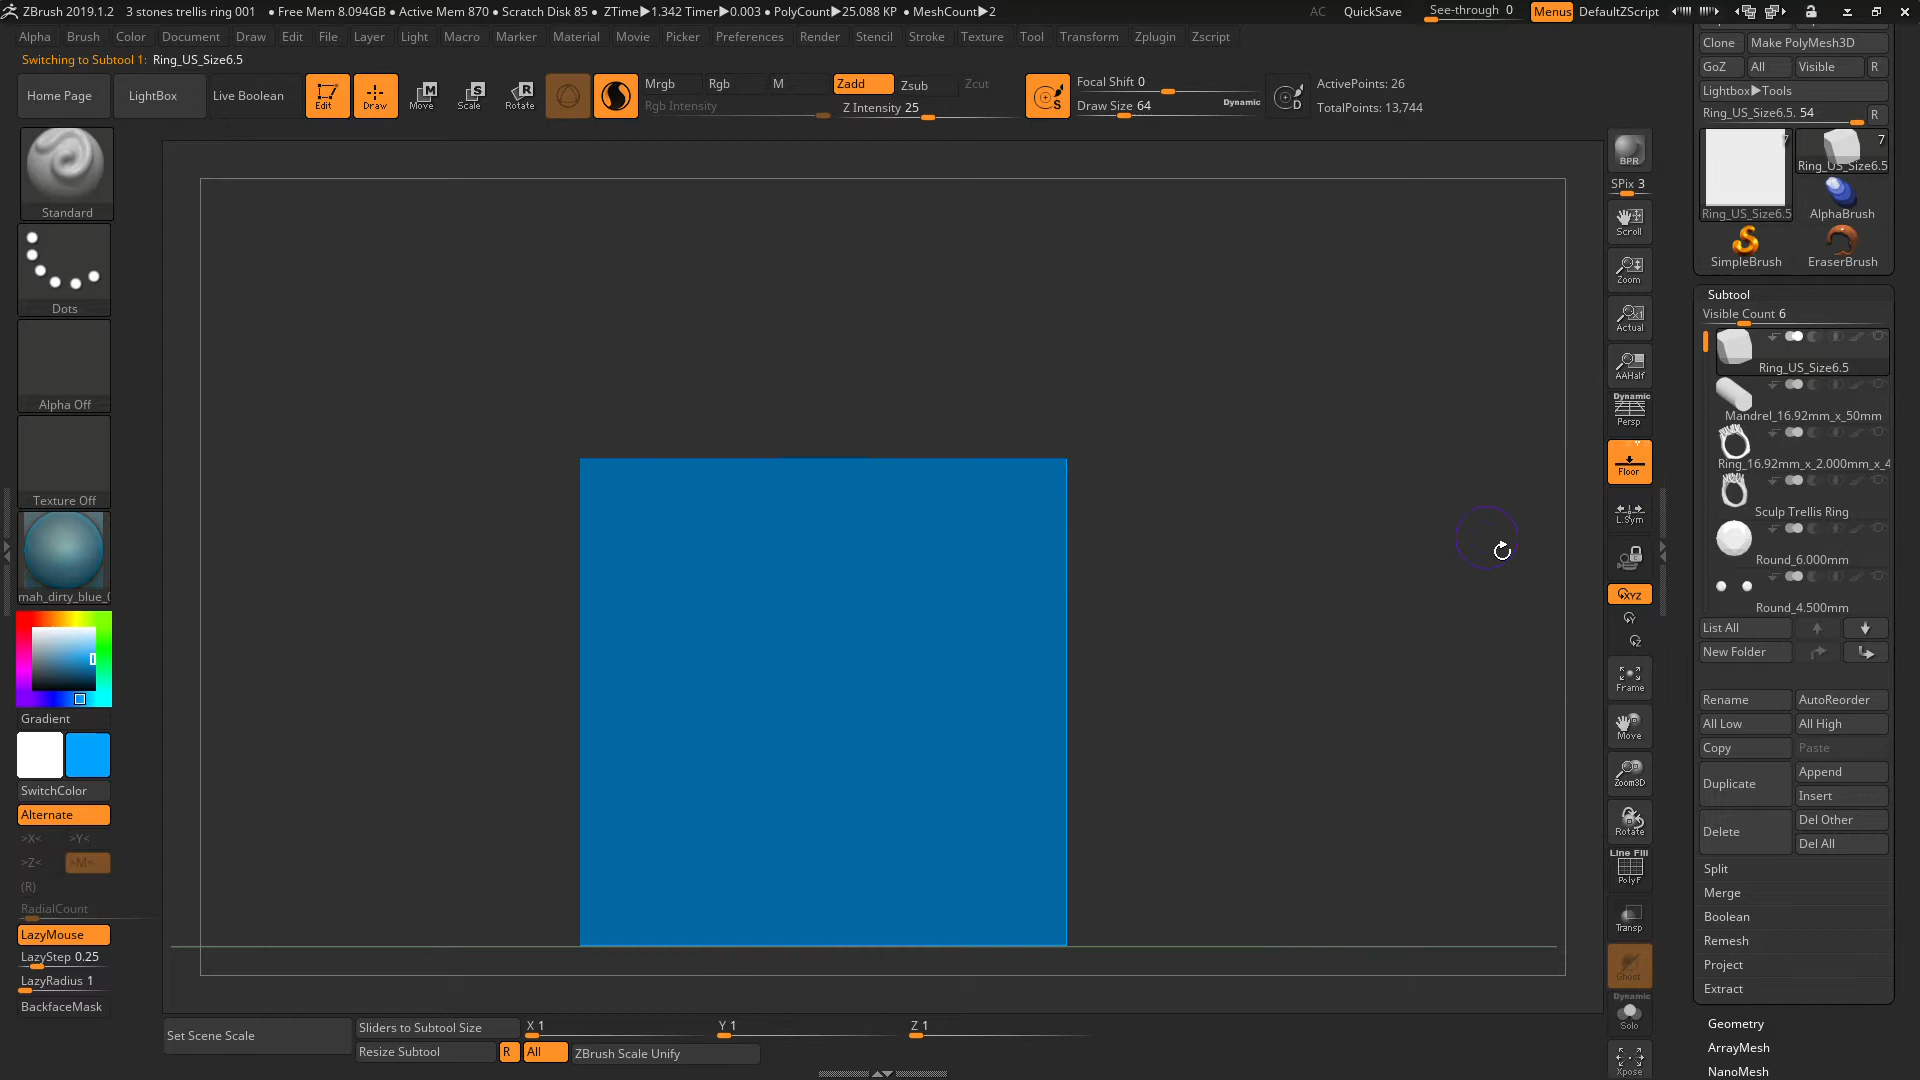 ZBrush 2019.1.2 3 stones trellis ring 001 ● Free Mem 8.094GB ● Active Mem 870 ● Scratch Disk 85 ● ZTime▶1.342 Timer▶0.003 ● PolyCount▶25.088 KP ● MeshCount▶2 AC QuickSave See-through 0 Menus DefaultZScript
Alpha Brush Color Document Draw Edit File Layer Light Macro Marker Material Movie Picker Preferences Render Stencil Stroke Texture Tool Transform Zplugin Zscript
Switching to Subtool 1: Ring_US_Size6.5
Home Page LightBox Live Boolean Edit Draw Move Scale Rotate
Mrgb Rgb M Zadd Zsub Zcut
Rgb Intensity Z Intensity 25
Focal Shift 0
Draw Size 64 Dynamic
ActivePoints: 26
TotalPoints: 13,744
Standard
Dots
Alpha Off
Texture Off
mah_dirty_blue_
Gradient
SwitchColor
Alternate
>X< >Y<
>Z< >M<
(R)
RadialCount
LazyMouse
LazyStep 0.25
LazyRadius 1
BackfaceMask
Set Scene Scale
Sliders to Subtool Size X 1 Y 1 Z 1
Resize Subtool R All ZBrush Scale Unify
BPR
SPix 3
Scroll
Zoom
Actual
AAHalf
Dynamic
Persp
Floor
L.Sym
XYZ
Y
Z
Frame
Move
Zoom3D
Rotate
Line Fill
PolyF
Transp
Ghost
Dynamic
Solo
Xpose
Clone Make PolyMesh3D
GoZ All Visible R
Lightbox▶Tools
Ring_US_Size6.5. 54 R
7 7
Ring_US_Size6.5
Ring_US_Size6.5 AlphaBrush
SimpleBrush EraserBrush
Subtool
Visible Count 6
Ring_US_Size6.5
Mandrel_16.92mm_x_50mm
Ring_16.92mm_x_2.000mm_x_4
Sculp Trellis Ring
Round_6.000mm
Round_4.500mm
List All
New Folder
Rename AutoReorder
All Low All High
Copy Paste
Duplicate Append
Insert
Delete Del Other
Del All
Split
Merge
Boolean
Remesh
Project
Extract
Geometry
ArrayMesh
NanoMesh